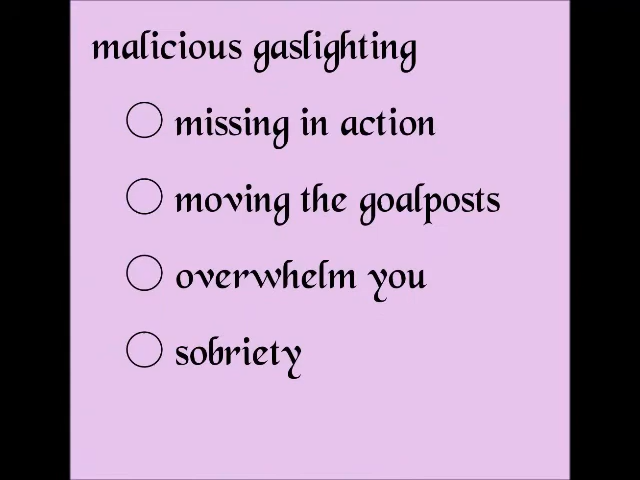 malicious gaslighting
missing in action
moving the goalposts
overwhelm you
sobriety